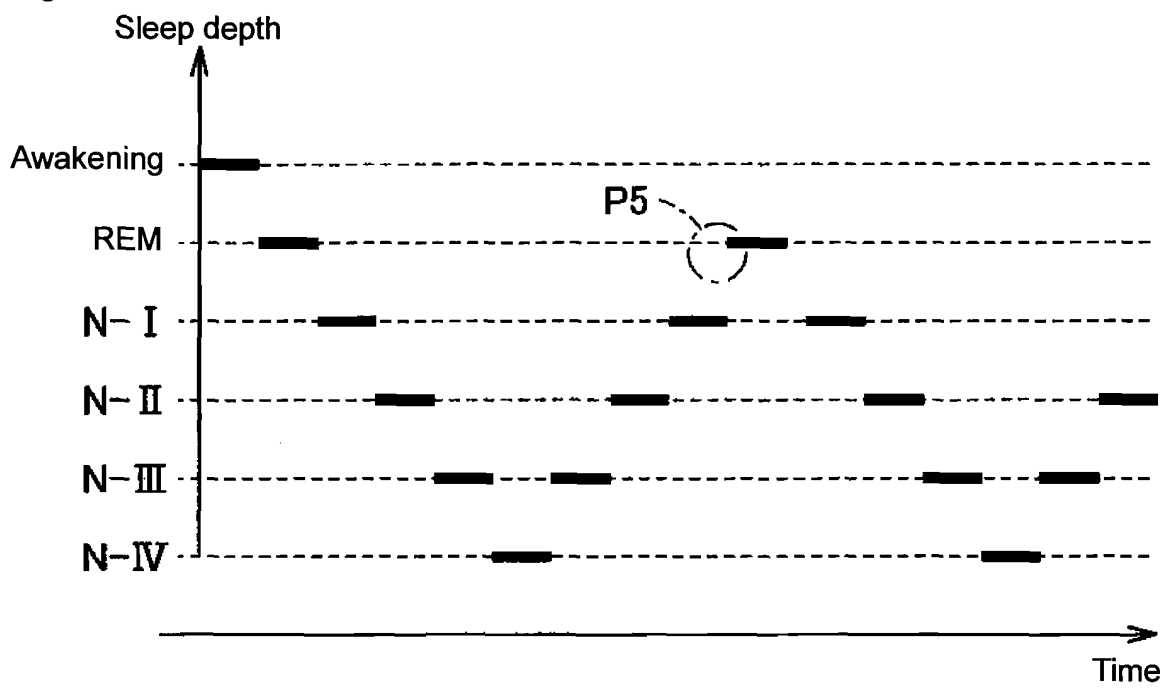 Sleep depth
Awakening
REM
P5
N-I
N-II
N-III
N-IV
Time